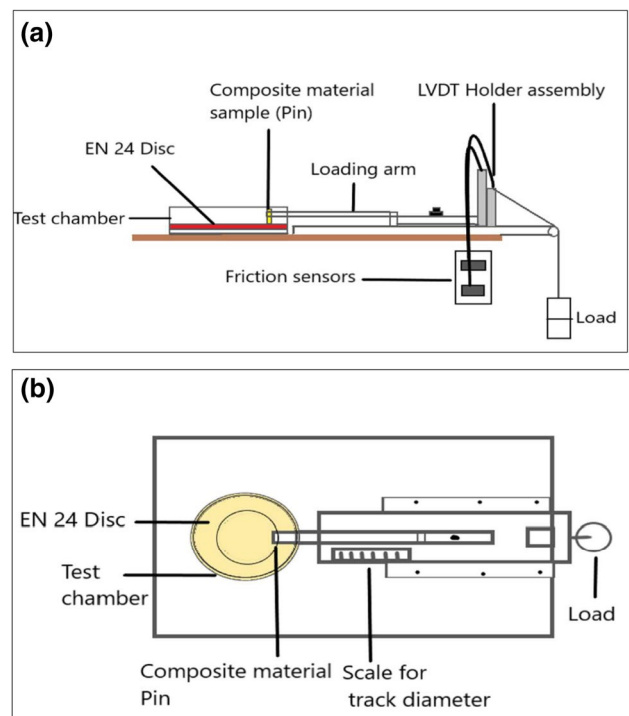 (a)
Composite material
sample (Pin)
LVDT Holder assembly
EN 24 Disc
Loading arm
Test chamber
Friction sensors
Load
(b)
EN 24 Disc
Test
chamber
Load
Composite material
Pin
Scale for
track diameter